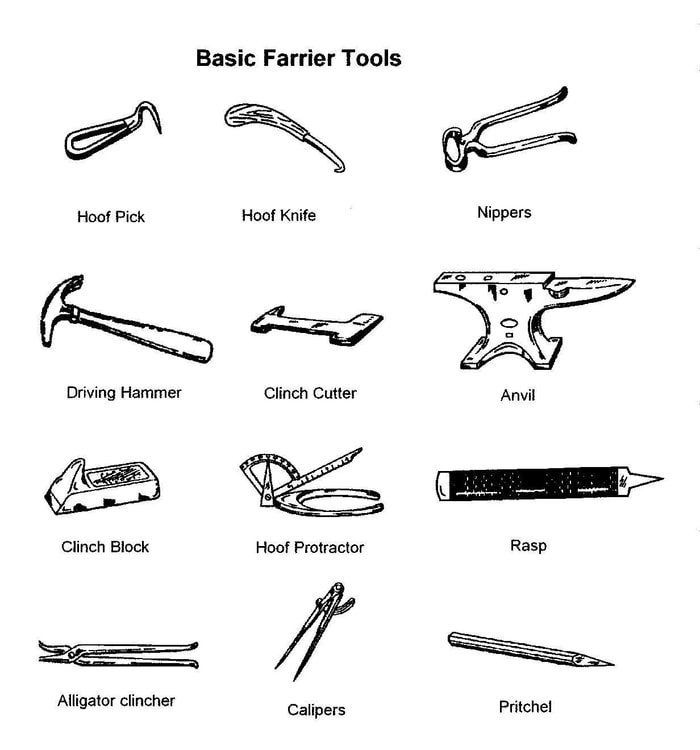 Basic Farrier Tools
Hoof Pick
Hoof Knife
Nippers
Driving Hammer
Clinch Cutter
Anvil
Clinch Block
Hoof Protractor
Rasp
Alligator clincher
Calipers
Pritchel